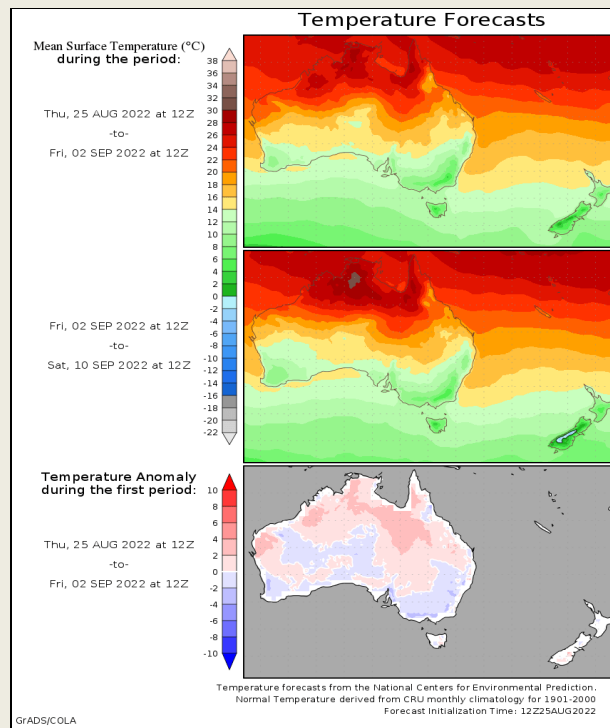 Temperature Forecasts
Mean Surface Temperature (°C)
during the period:
Thu, 25 AUG 2022 at 12Z
-to-
Fri, 02 SEP 2022 at 12Z
38
36
34
32
30
28
26
24
22
20
18
16
14
12
10
8
6
4
2
0
-2
-4
-6
-8
-10
-12
-14
-16
-18
-20
-22
Fri, 02 SEP 2022 at 12Z
-to-
Sat, 10 SEP 2022 at 12Z
Temperature Anomaly
during the first period:
Thu, 25 AUG 2022 at 12Z
-to-
Fri, 02 SEP 2022 at 12Z
10
8
6
4
2
0
-2
-4
-6
-8
-10
Temperature forecasts from the National Centers for Environmental Prediction.
Normal Temperature derived from CRU monthly climatology for 1901-2000
Forecast Initialization Time: 12Z25AUG2022
GrADS/COLA